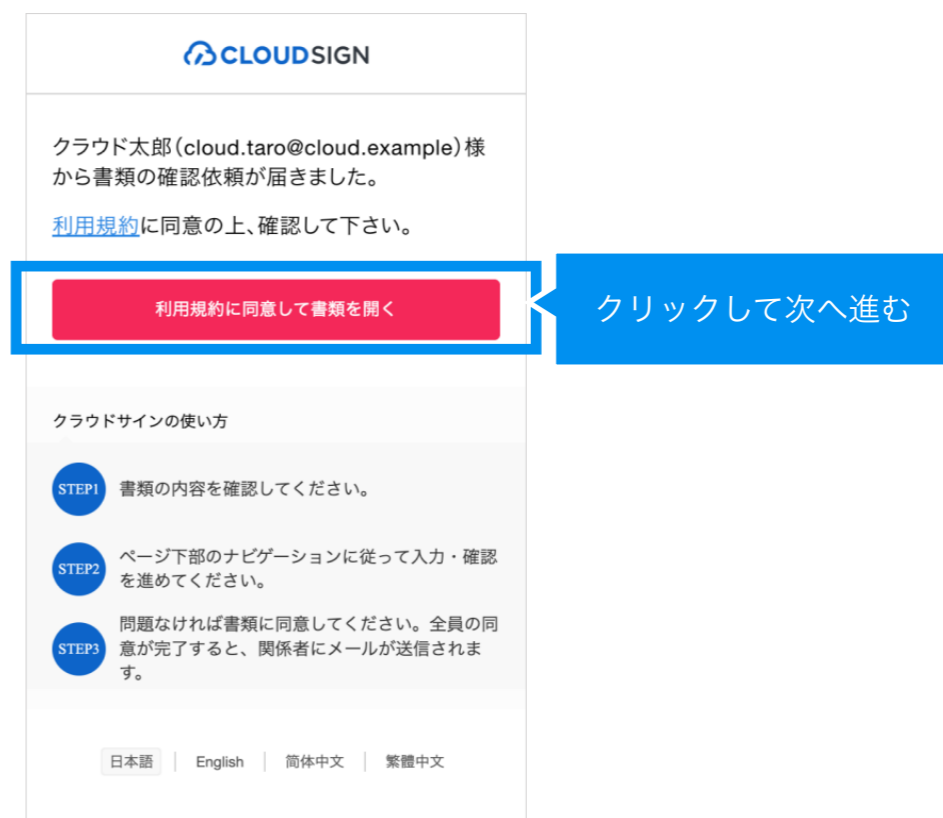 CLOUDSIGN
クラウド太郎（cloud.taro@cloud.example）様
から書類の確認依頼が届きました。
利用規約に同意の上、確認して下さい。
利用規約に同意して書類を開く
クリックして次へ進む
クラウドサインの使い方
STEP1
書類の内容を確認してください。
STEP2
ページ下部のナビゲーションに従って入力・確認
を進めてください。
STEP3
問題なければ書類に同意してください。全員の同
意が完了すると、関係者にメールが送信されま
す。
日本語 English 简体中文 繁體中文